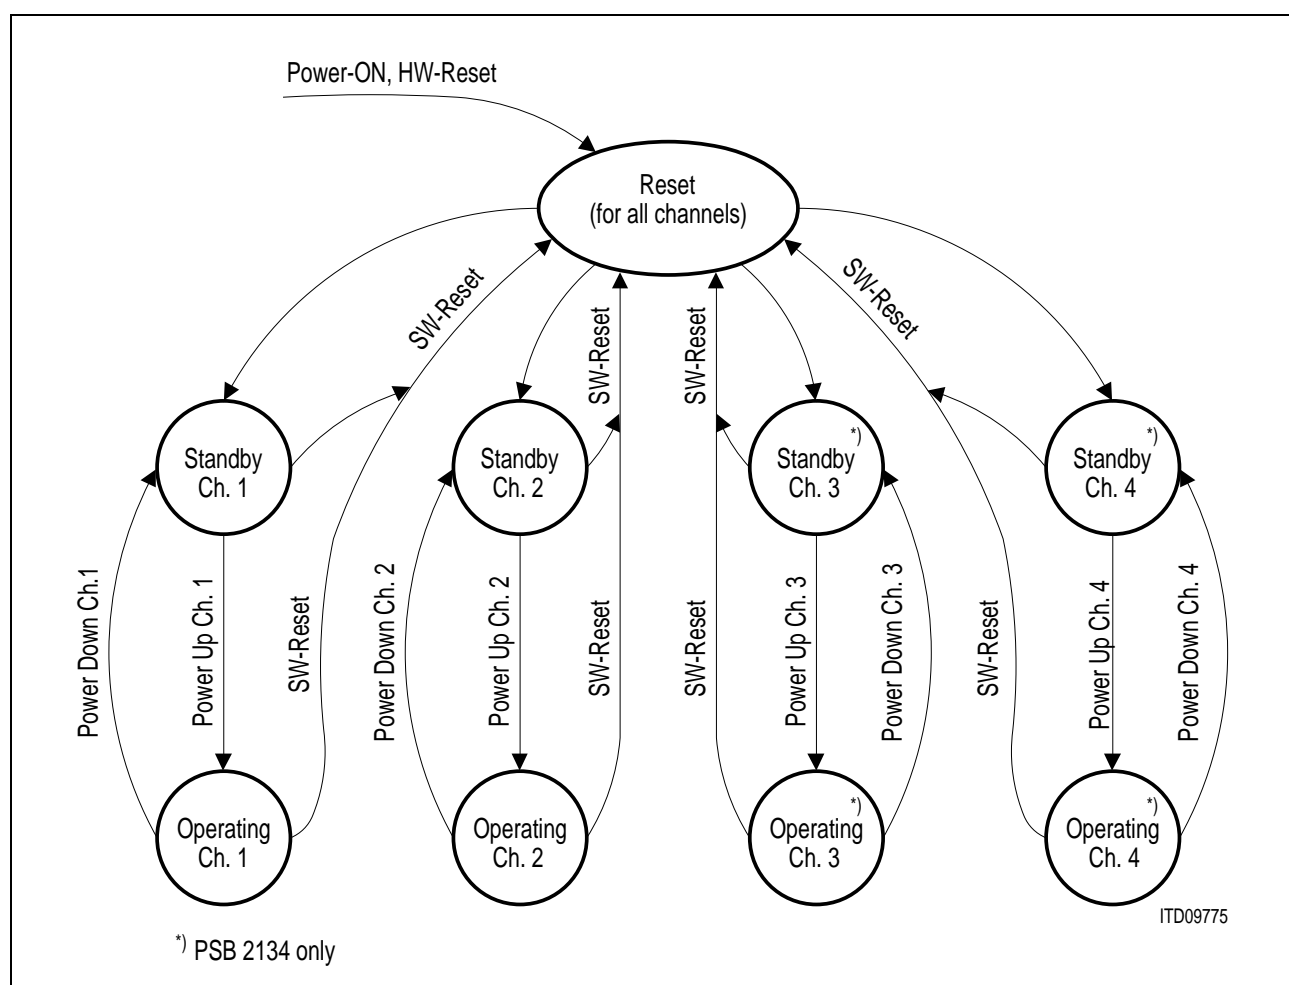 Power-ON, HW-Reset
Reset
(for all channels)
SW-Reset
SW-Reset
SW-Reset
SW-Reset
Standby
Ch. 1
Standby
Ch. 2
*)
Standby
Ch. 3
*)
Standby
Ch. 4
Power Down Ch.1
Power Up Ch. 1
SW-Reset
Power Down Ch. 2
Power Up Ch. 2
SW-Reset
SW-Reset
Power Up Ch. 3
Power Down Ch. 3
SW-Reset
Power Up Ch. 4
Power Down Ch. 4
Operating
Ch. 1
Operating
Ch. 2
*)
Operating
Ch. 3
*)
Operating
Ch. 4
ITD09775
*) PSB 2134 only